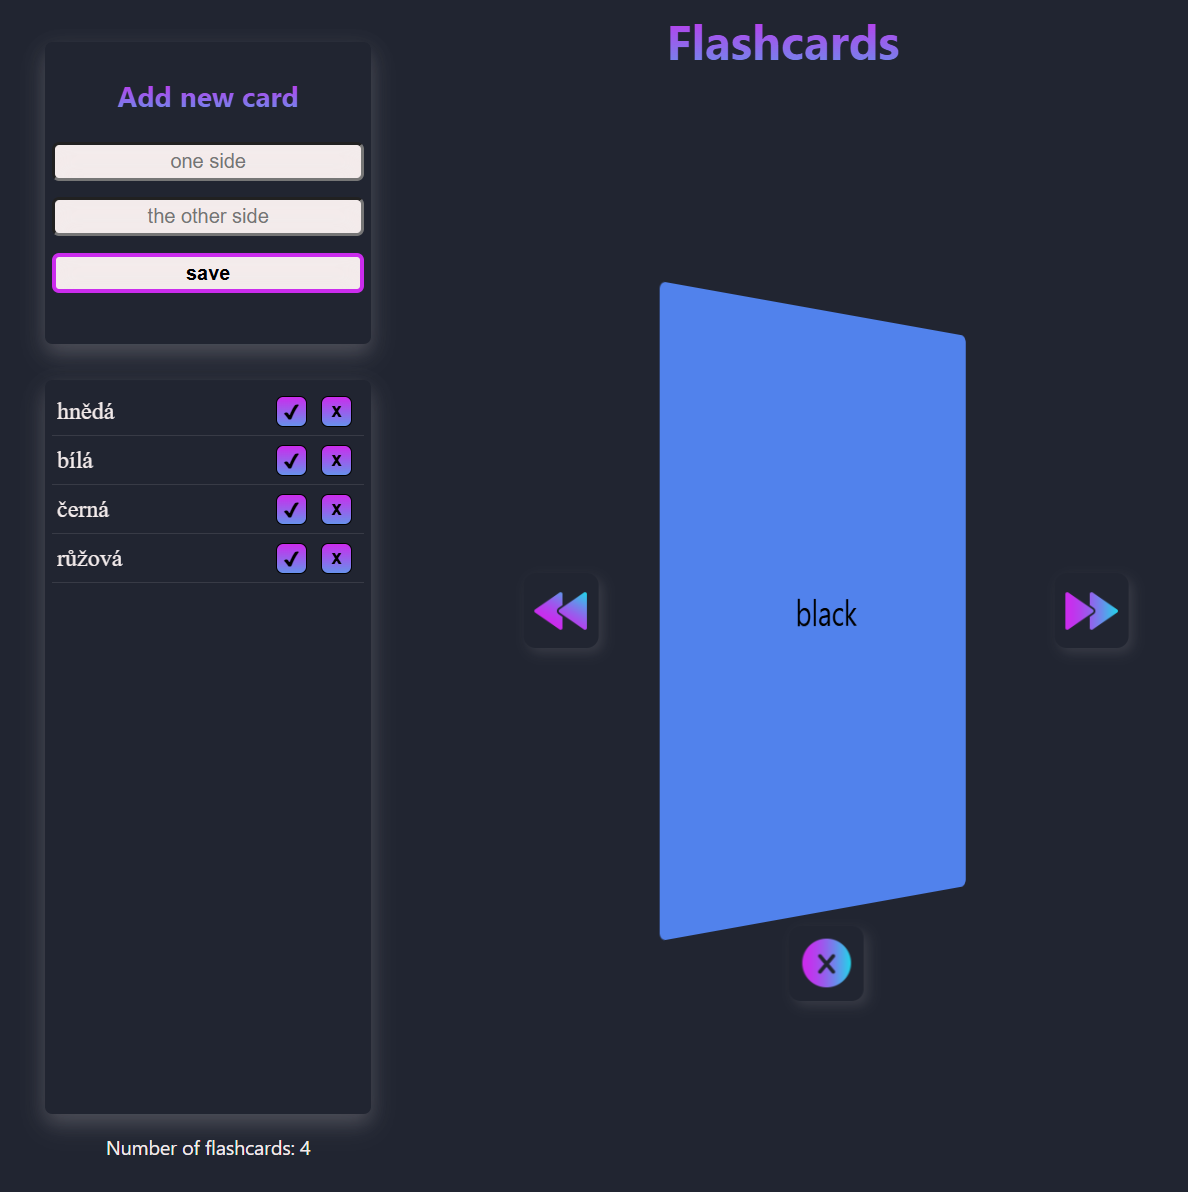 Flashcards
Add new card
one side
the other side
save
hnědá
x
bílá
x
černá
x
růžová
x
black
x
Number of flashcards: 4